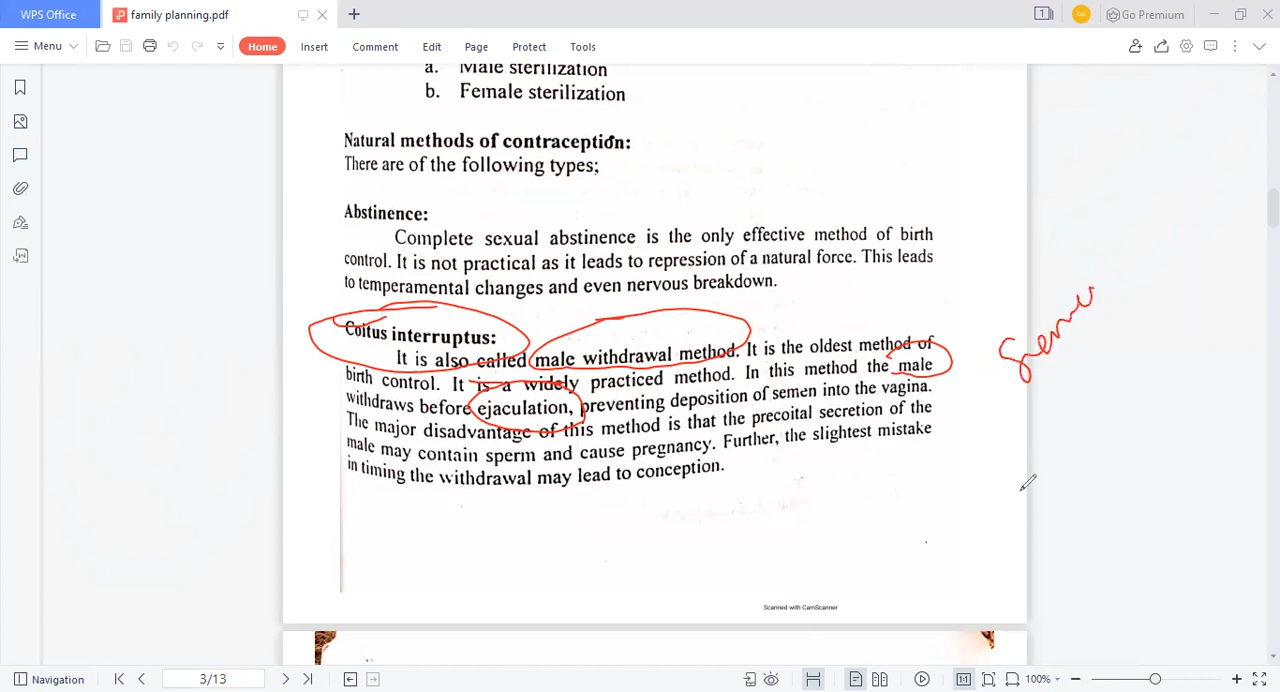 WPS Office
family planning.pdf
1
Go Premium
Menu
Home
Insert
Comment
Edit
Page
Protect
Tools
a. Male sterilization
b. Female sterilization
Natural methods of contraception:
There are of the following types;
Abstinence:
Complete sexual abstinence is the only effective method of birth
control. It is not practical as it leads to repression of a natural force. This leads
to temperamental changes and even nervous breakdown.
Coitus interruptus:
It is also called male withdrawal method. It is the oldest method of
birth control. It is a widely practiced method. In this method the male
withdraws before ejaculation, preventing deposition of semen into the vagina.
The major disadvantage of this method is that the precoital secretion of the
male may contain sperm and cause pregnancy. Further, the slightest mistake
in timing the withdrawal may lead to conception.
Scanned with CamScanner
Navigation
3/13
100%